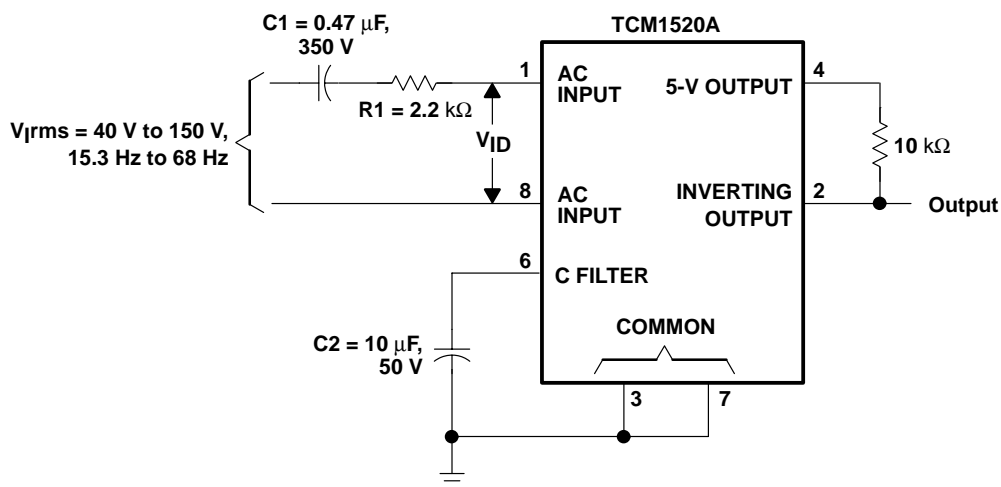 C1 = 0.47 μF,
350 V
TCM1520A
1
AC
INPUT
5-V OUTPUT
4
R1 = 2.2 kΩ
VIrms = 40 V to 150 V,
15.3 Hz to 68 Hz
VID
10 kΩ
8
AC
INPUT
INVERTING
OUTPUT
2
Output
6
C FILTER
C2 = 10 μF,
50 V
COMMON
3
7